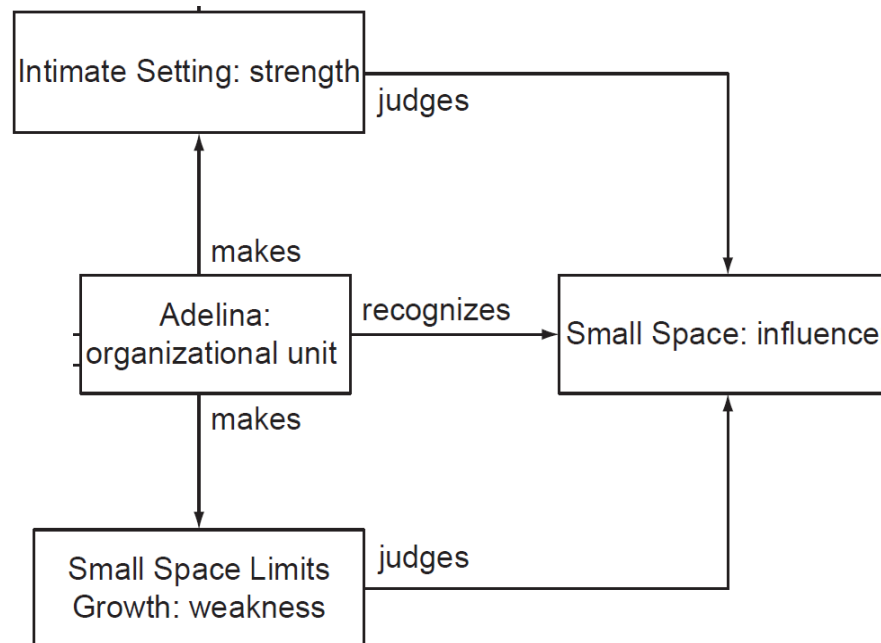 Intimate Setting: strength
judges
makes
Adelina:
organizational unit
recognizes
Small Space: influence
makes
Small Space Limits
Growth: weakness
judges